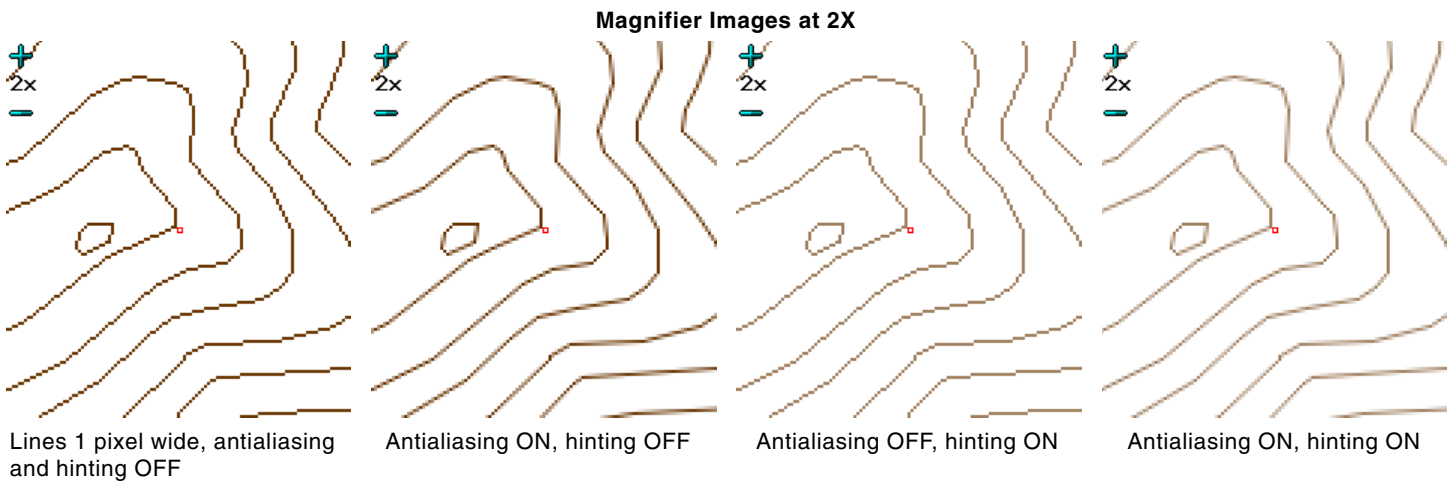 Magnifier Images at 2X
2x
2x
2x
2x
Lines 1 pixel wide, antialiasing
and hinting OFF
Antialiasing ON, hinting OFF
Antialiasing OFF, hinting ON
Antialiasing ON, hinting ON